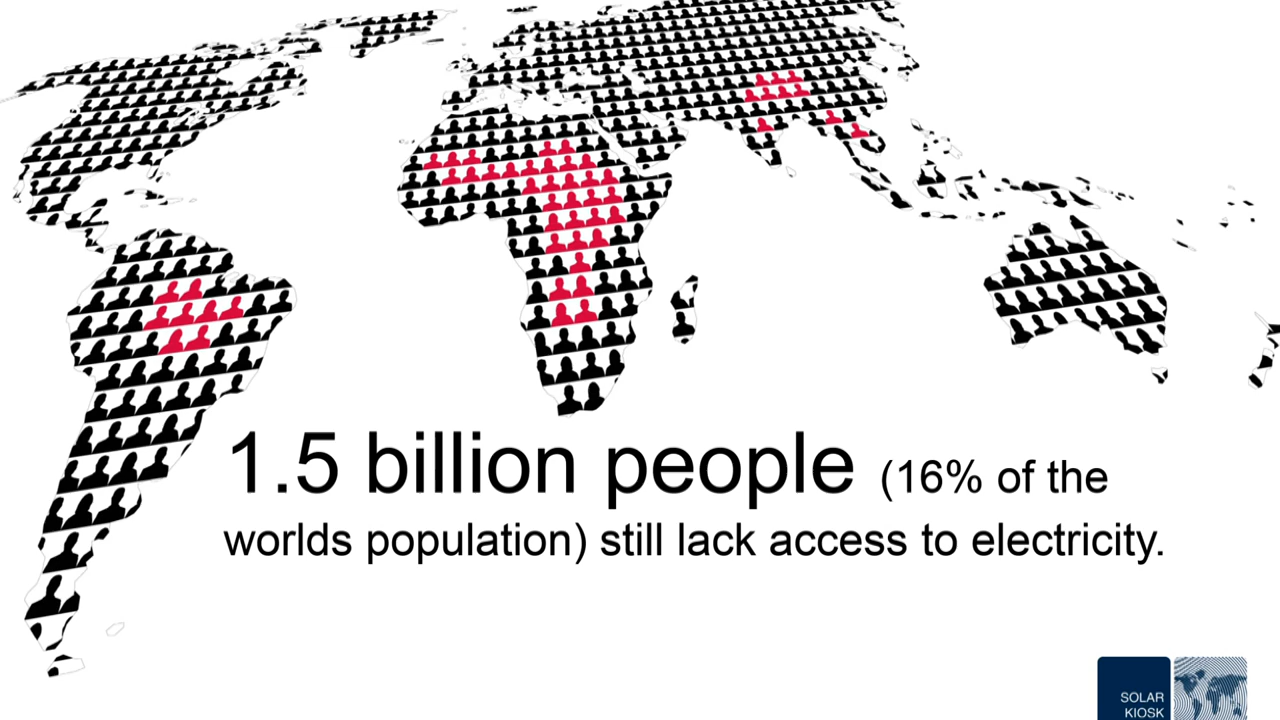 1.5 billion people (16% of the
worlds population) still lack access to electricity.
SOLAR
KIOSK